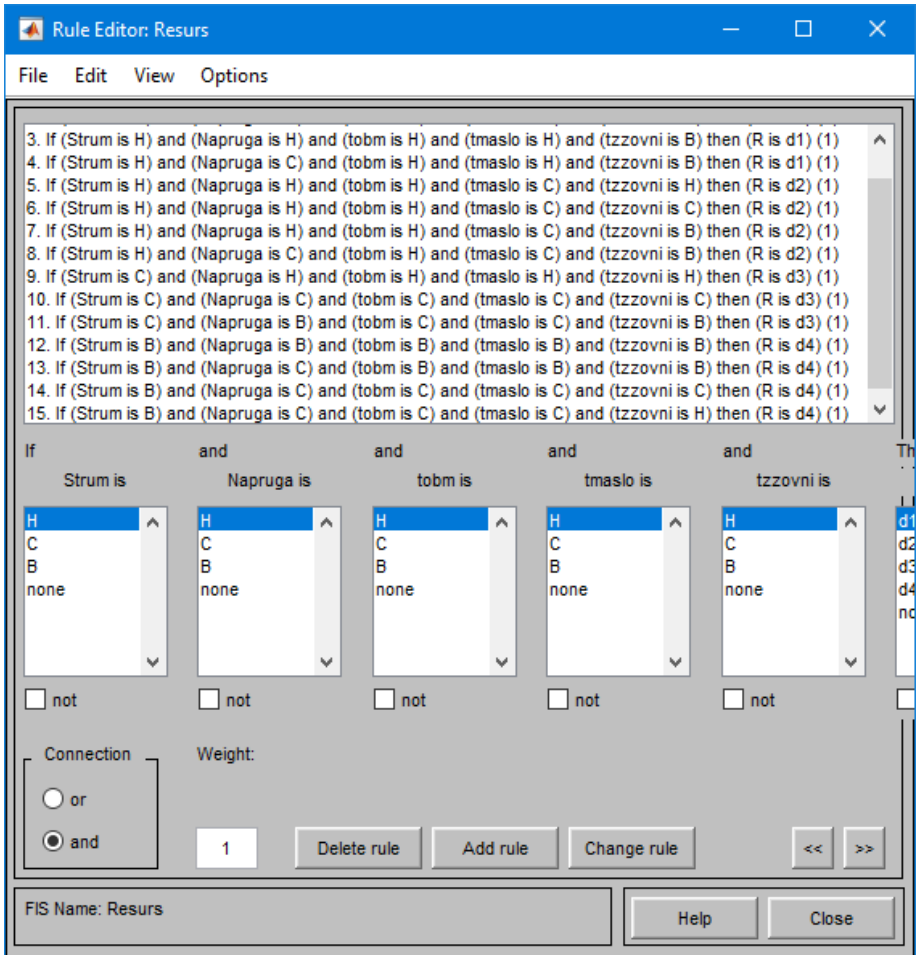 Rule Editor: Resurs
File Edit View Options
3. If (Strum is H) and (Napruga is H) and (tobm is H) and (tmaslo is H) and (tzzovni is B) then (R is d1) (1)
4. If (Strum is H) and (Napruga is C) and (tobm is H) and (tmaslo is H) and (tzzovni is B) then (R is d1) (1)
5. If (Strum is H) and (Napruga is H) and (tobm is H) and (tmaslo is C) and (tzzovni is H) then (R is d2) (1)
6. If (Strum is H) and (Napruga is H) and (tobm is H) and (tmaslo is C) and (tzzovni is C) then (R is d2) (1)
7. If (Strum is H) and (Napruga is H) and (tobm is H) and (tmaslo is C) and (tzzovni is B) then (R is d2) (1)
8. If (Strum is H) and (Napruga is C) and (tobm is H) and (tmaslo is C) and (tzzovni is B) then (R is d2) (1)
9. If (Strum is C) and (Napruga is H) and (tobm is H) and (tmaslo is H) and (tzzovni is H) then (R is d3) (1)
10. If (Strum is C) and (Napruga is C) and (tobm is C) and (tmaslo is C) and (tzzovni is C) then (R is d3) (1)
11. If (Strum is C) and (Napruga is B) and (tobm is C) and (tmaslo is C) and (tzzovni is B) then (R is d3) (1)
12. If (Strum is B) and (Napruga is B) and (tobm is B) and (tmaslo is B) and (tzzovni is B) then (R is d4) (1)
13. If (Strum is B) and (Napruga is B) and (tobm is C) and (tmaslo is B) and (tzzovni is B) then (R is d4) (1)
14. If (Strum is B) and (Napruga is C) and (tobm is C) and (tmaslo is C) and (tzzovni is C) then (R is d4) (1)
15. If (Strum is B) and (Napruga is C) and (tobm is C) and (tmaslo is C) and (tzzovni is H) then (R is d4) (1)
If and and and and Th
Strum is Napruga is tobm is tmaslo is tzzovni is
H H H H H d1
C C C C C d2
B B B B B d3
none none none none none d4
no
not not not not not
Connection Weight:
or
and 1 Delete rule Add rule Change rule << >>
FIS Name: Resurs Help Close